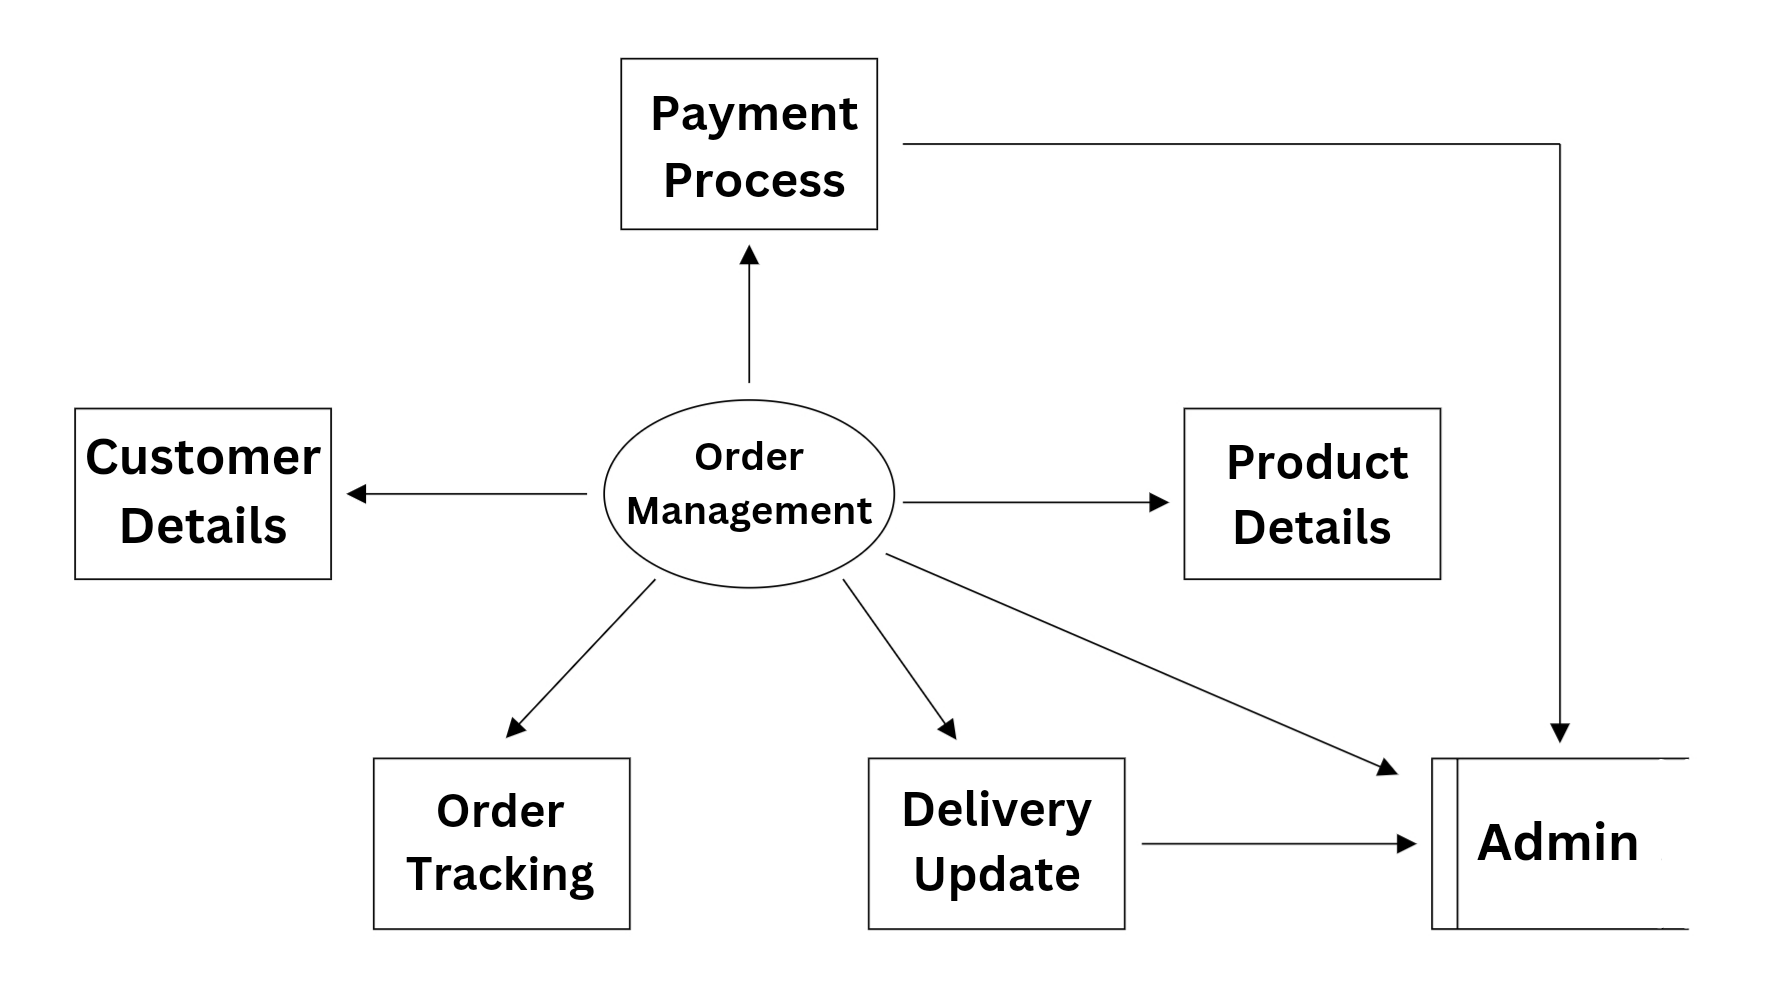 Payment
Process
Customer
Details
Order
Management
Product
Details
Order
Tracking
Delivery
Update
Admin